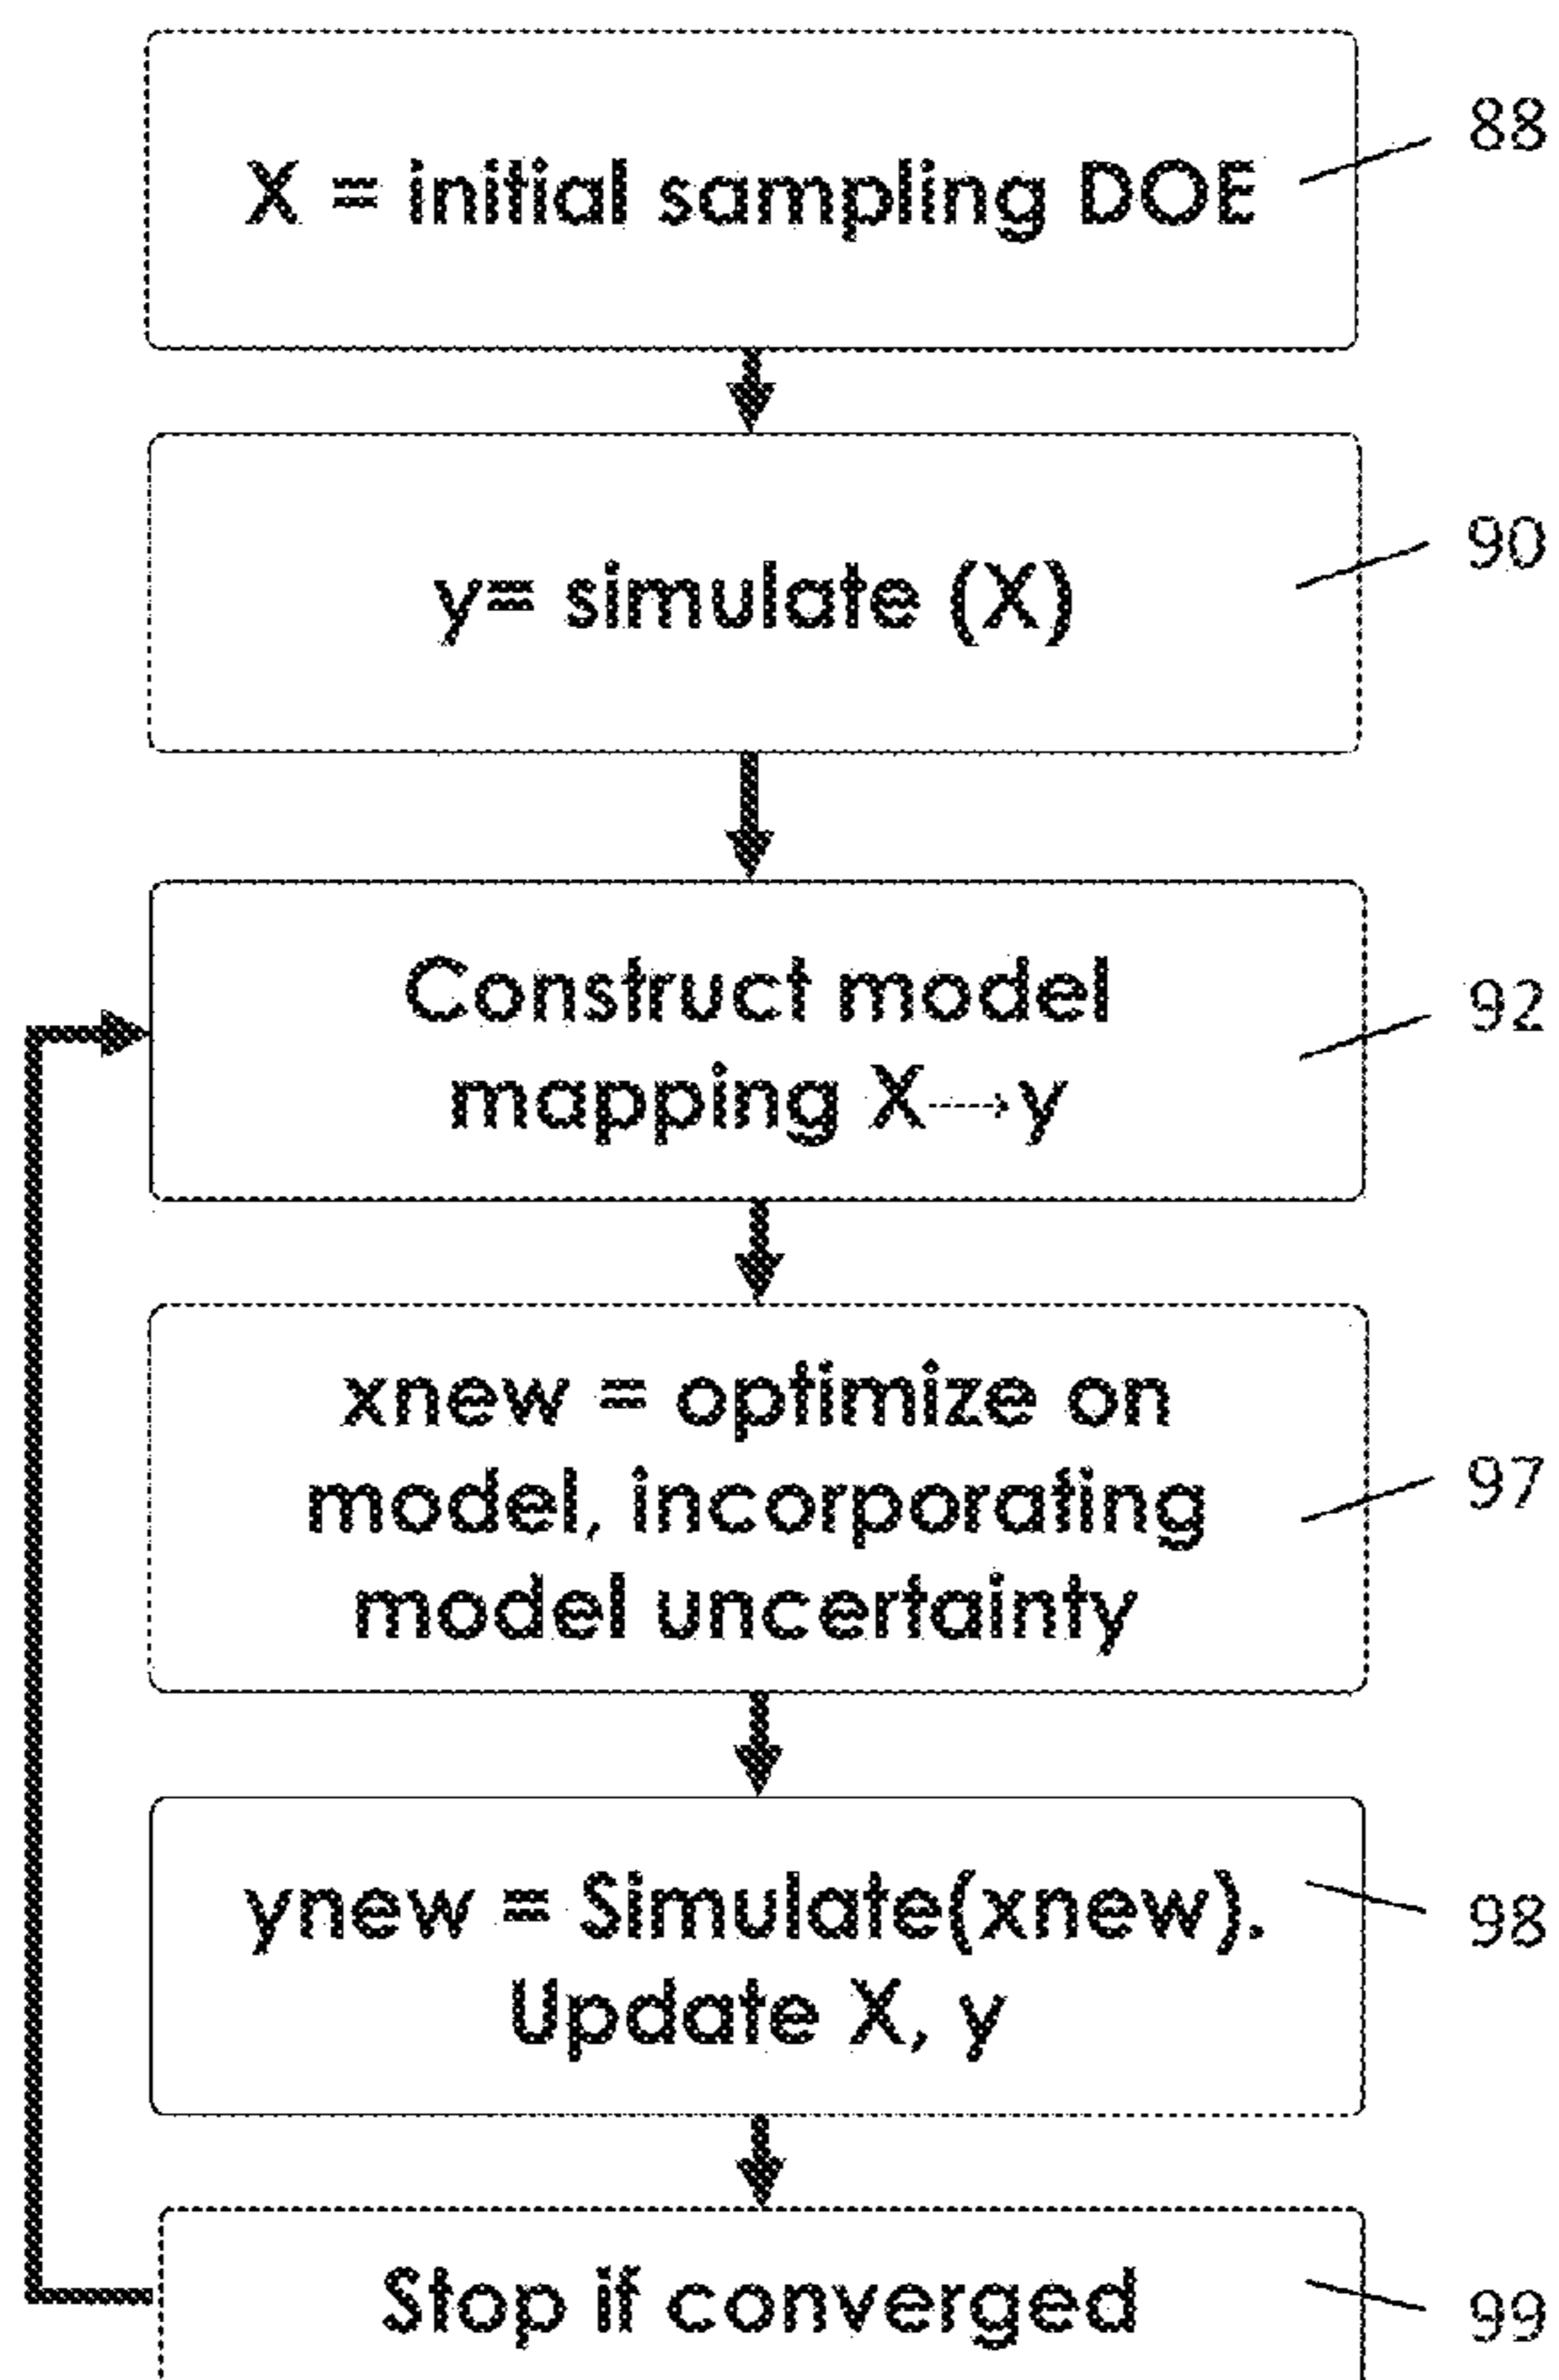 X = initial sampling DOE
88
y= simulate (X)
90
Construct model
mapping X→y
92
xnew = optimize on
model, incorporating
model uncertainty
97
ynew = Simulate(xnew).
Update X, y
98
Stop if converged
99